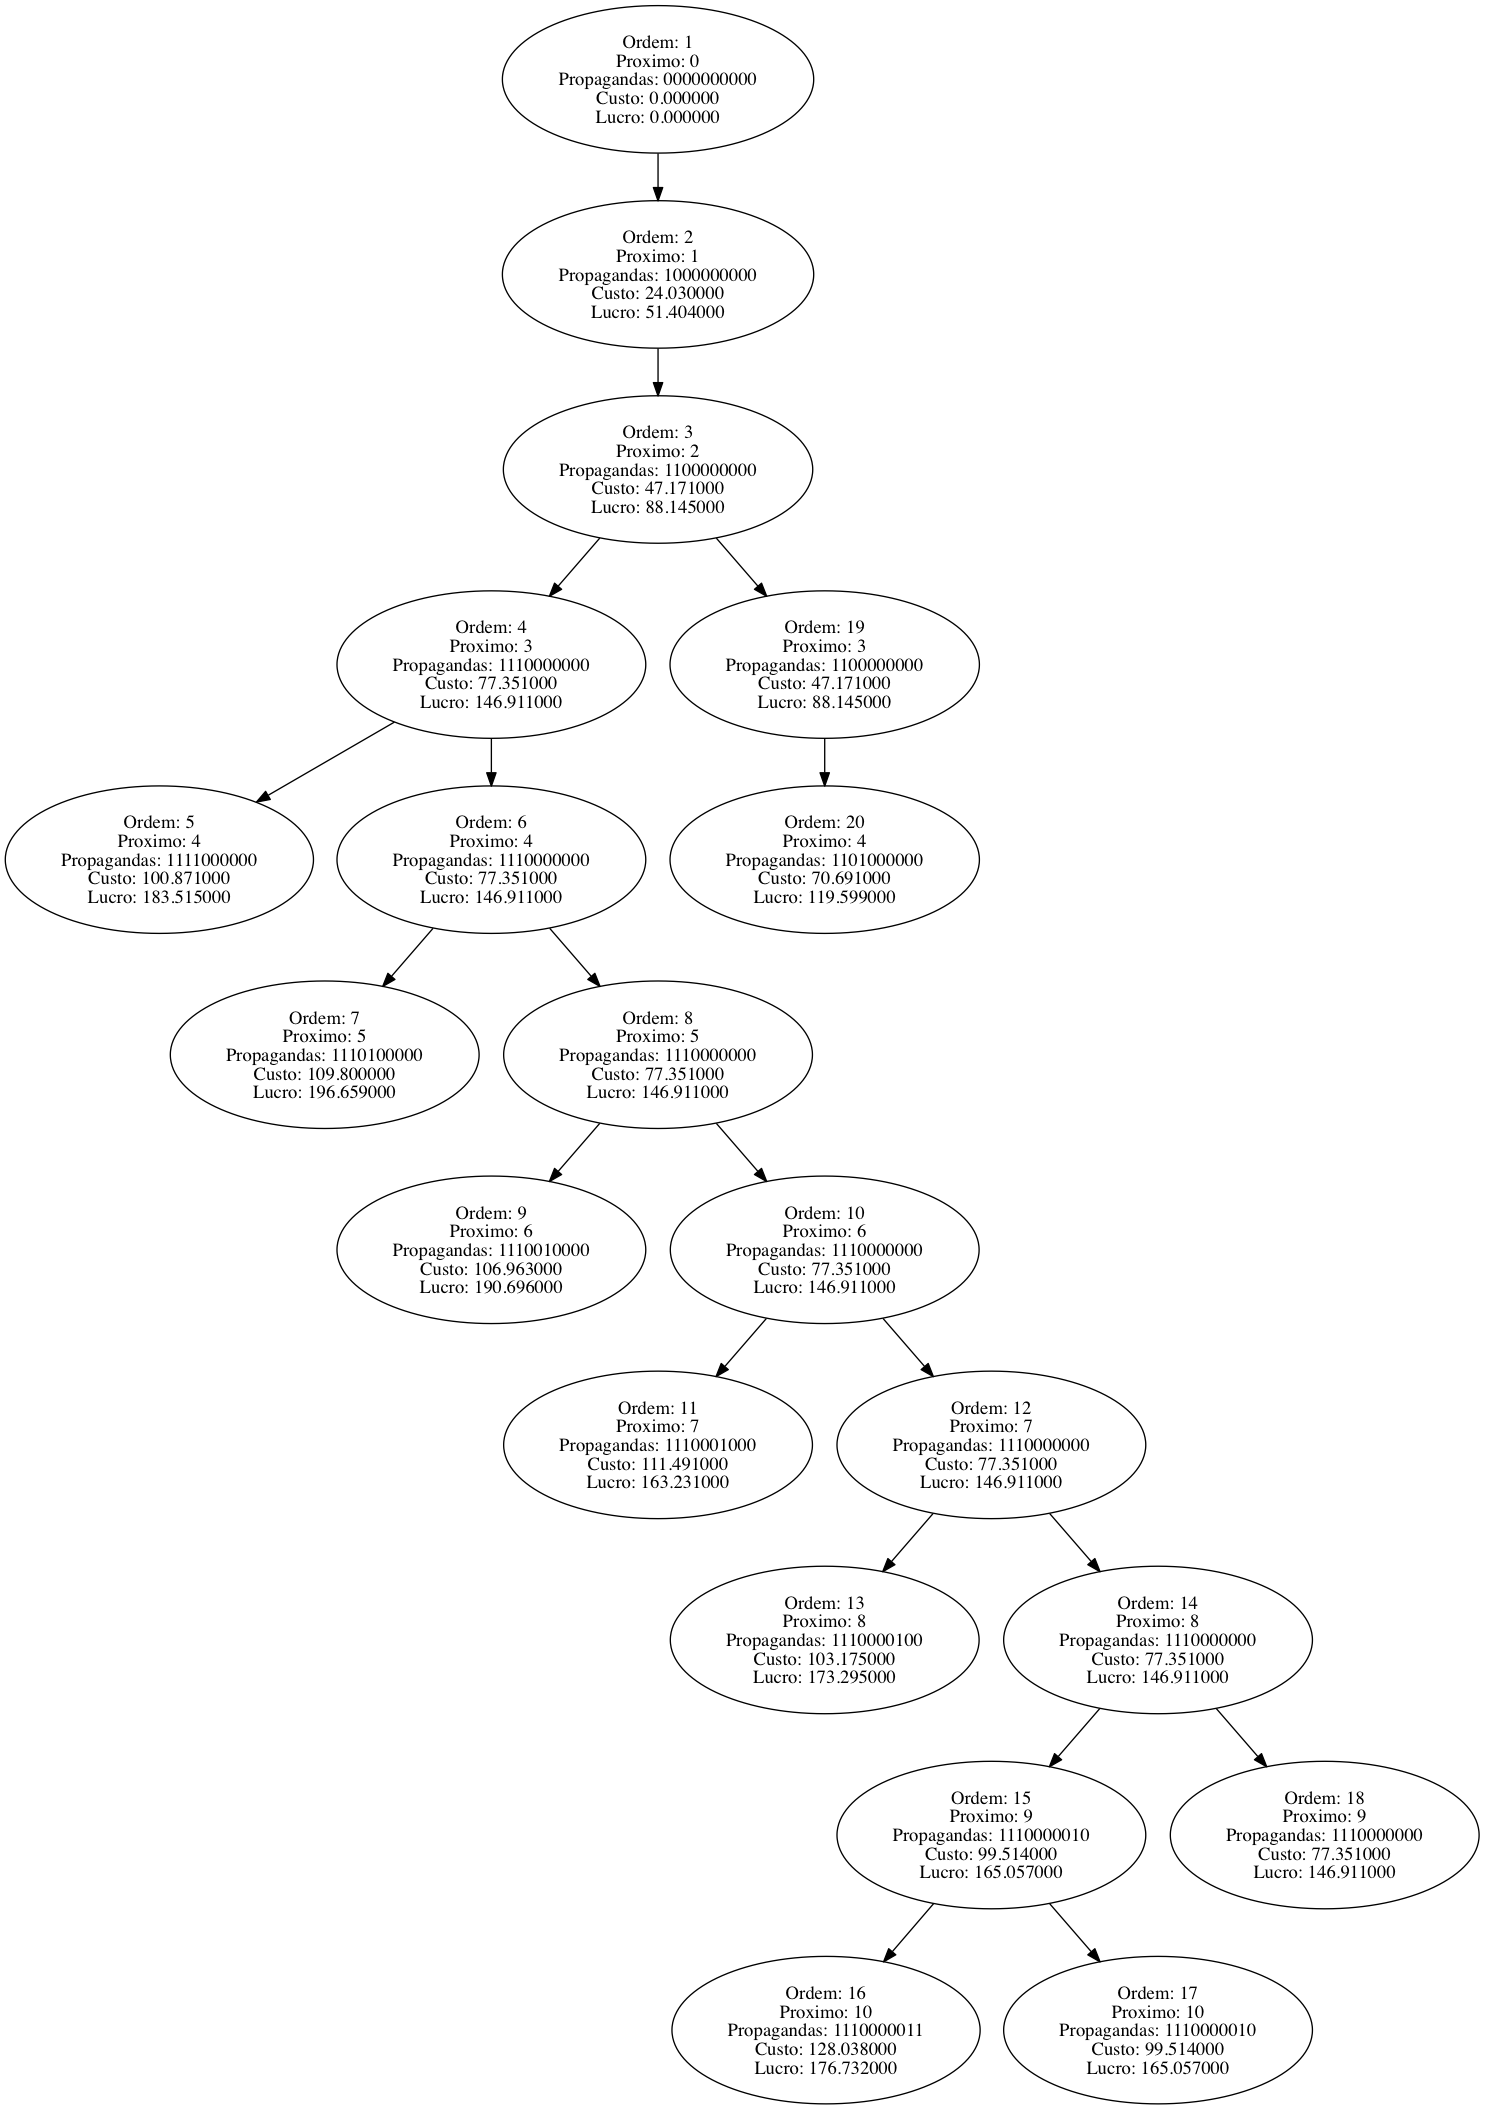 Ordem: 1
Proximo: 0
Propagandas: 0000000000
Custo: 0.000000
Lucro: 0.000000
Ordem: 2
Proximo: 1
Propagandas: 1000000000
Custo: 24.030000
Lucro: 51.404000
Ordem: 3
Proximo: 2
Propagandas: 1100000000
Custo: 47.171000
Lucro: 88.145000
Ordem: 4
Proximo: 3
Propagandas: 1110000000
Custo: 77.351000
Lucro: 146.911000
Ordem: 19
Proximo: 3
Propagandas: 1100000000
Custo: 47.171000
Lucro: 88.145000
Ordem: 5
Proximo: 4
Propagandas: 1111000000
Custo: 100.871000
Lucro: 183.515000
Ordem: 6
Proximo: 4
Propagandas: 1110000000
Custo: 77.351000
Lucro: 146.911000
Ordem: 20
Proximo: 4
Propagandas: 1101000000
Custo: 70.691000
Lucro: 119.599000
Ordem: 7
Proximo: 5
Propagandas: 1110100000
Custo: 109.800000
Lucro: 196.659000
Ordem: 8
Proximo: 5
Propagandas: 1110000000
Custo: 77.351000
Lucro: 146.911000
Ordem: 9
Proximo: 6
Propagandas: 1110010000
Custo: 106.963000
Lucro: 190.696000
Ordem: 10
Proximo: 6
Propagandas: 1110000000
Custo: 77.351000
Lucro: 146.911000
Ordem: 11
Proximo: 7
Propagandas: 1110001000
Custo: 111.491000
Lucro: 163.231000
Ordem: 12
Proximo: 7
Propagandas: 1110000000
Custo: 77.351000
Lucro: 146.911000
Ordem: 13
Proximo: 8
Propagandas: 1110000100
Custo: 103.175000
Lucro: 173.295000
Ordem: 14
Proximo: 8
Propagandas: 1110000000
Custo: 77.351000
Lucro: 146.911000
Ordem: 15
Proximo: 9
Propagandas: 1110000010
Custo: 99.514000
Lucro: 165.057000
Ordem: 18
Proximo: 9
Propagandas: 1110000000
Custo: 77.351000
Lucro: 146.911000
Ordem: 16
Proximo: 10
Propagandas: 1110000011
Custo: 128.038000
Lucro: 176.732000
Ordem: 17
Proximo: 10
Propagandas: 1110000010
Custo: 99.514000
Lucro: 165.057000